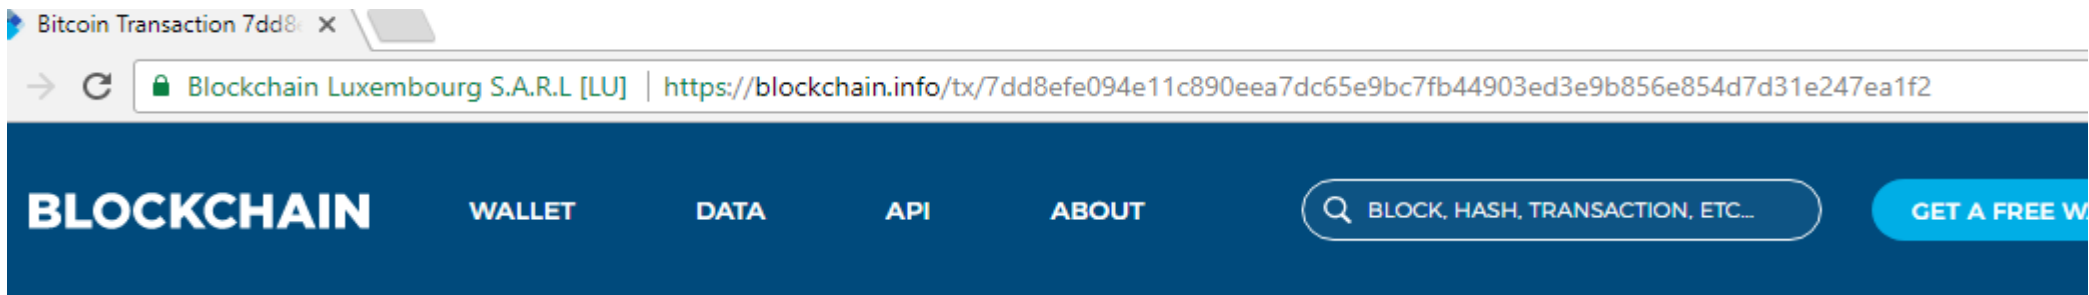 Bitcoin Transaction 7dd8
Blockchain Luxembourg S.A.R.L [LU] https://blockchain.info/tx/7dd8efe094e11c890eea7dc65e9bc7fb44903ed3e9b856e854d7d31e247ea1f2
BLOCKCHAIN WALLET DATA API ABOUT BLOCK, HASH, TRANSACTION, ETC... GET A FREE